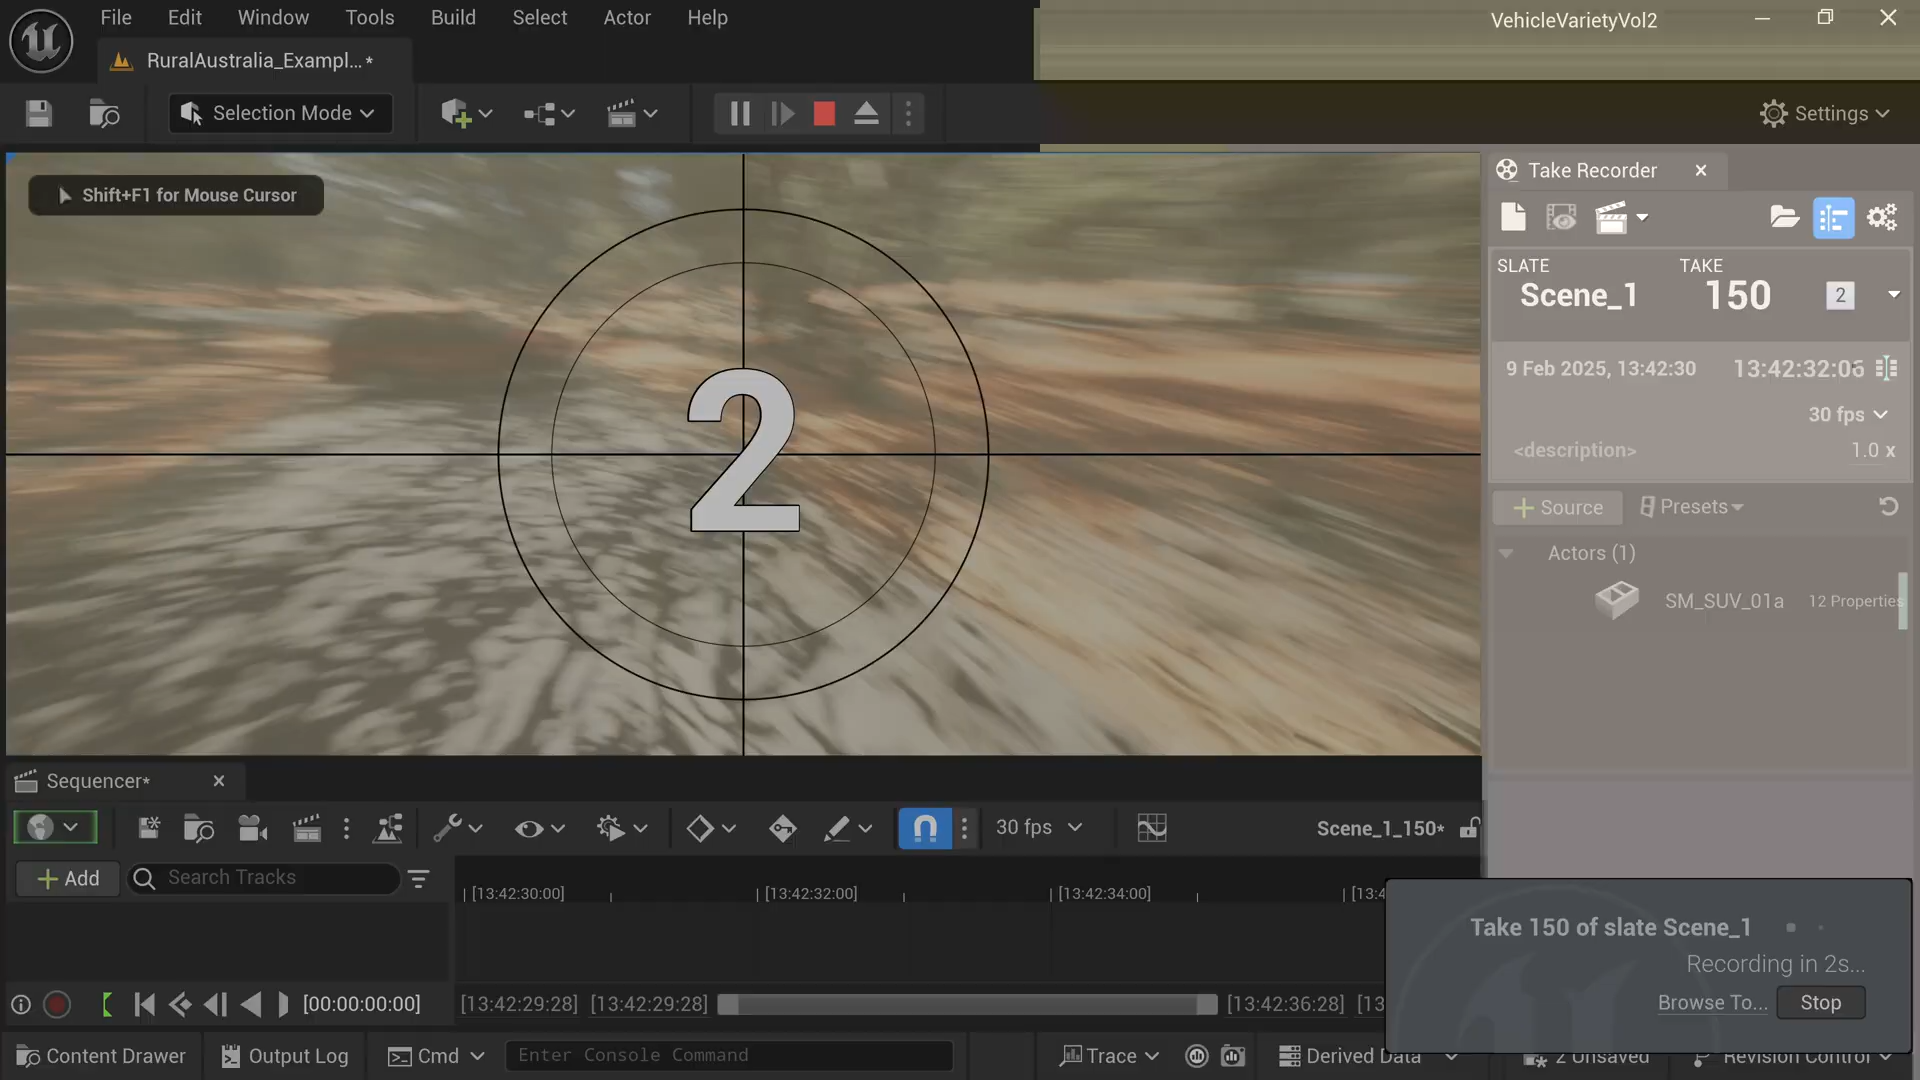 File Edit Window Tools Build Select Actor Help
VehicleVarietyVol2
RuralAustralia_Exampl... *
Selection Mode
Settings
Shift+F1 for Mouse Cursor
2
Take Recorder
SLATE TAKE
Scene_1 150 2
9 Feb 2025, 13:42:30 13:42:32:06
30 fps
<description> 1.0 x
Source Presets
Actors (1)
SM_SUV_01a 12 Properties
Sequencer*
30 fps Scene_1_150*
Add Search Tracks
[13:42:30:00] [13:42:32:00] [13:42:34:00] [13:4
[00:00:00:00] [13:42:29:28] [13:42:29:28] [13:42:36:28] [13
Take 150 of slate Scene_1
Recording in 2s...
Browse To... Stop
Content Drawer Output Log Cmd Enter Console Command Trace Derived Data 2 Unsaved Revision Control